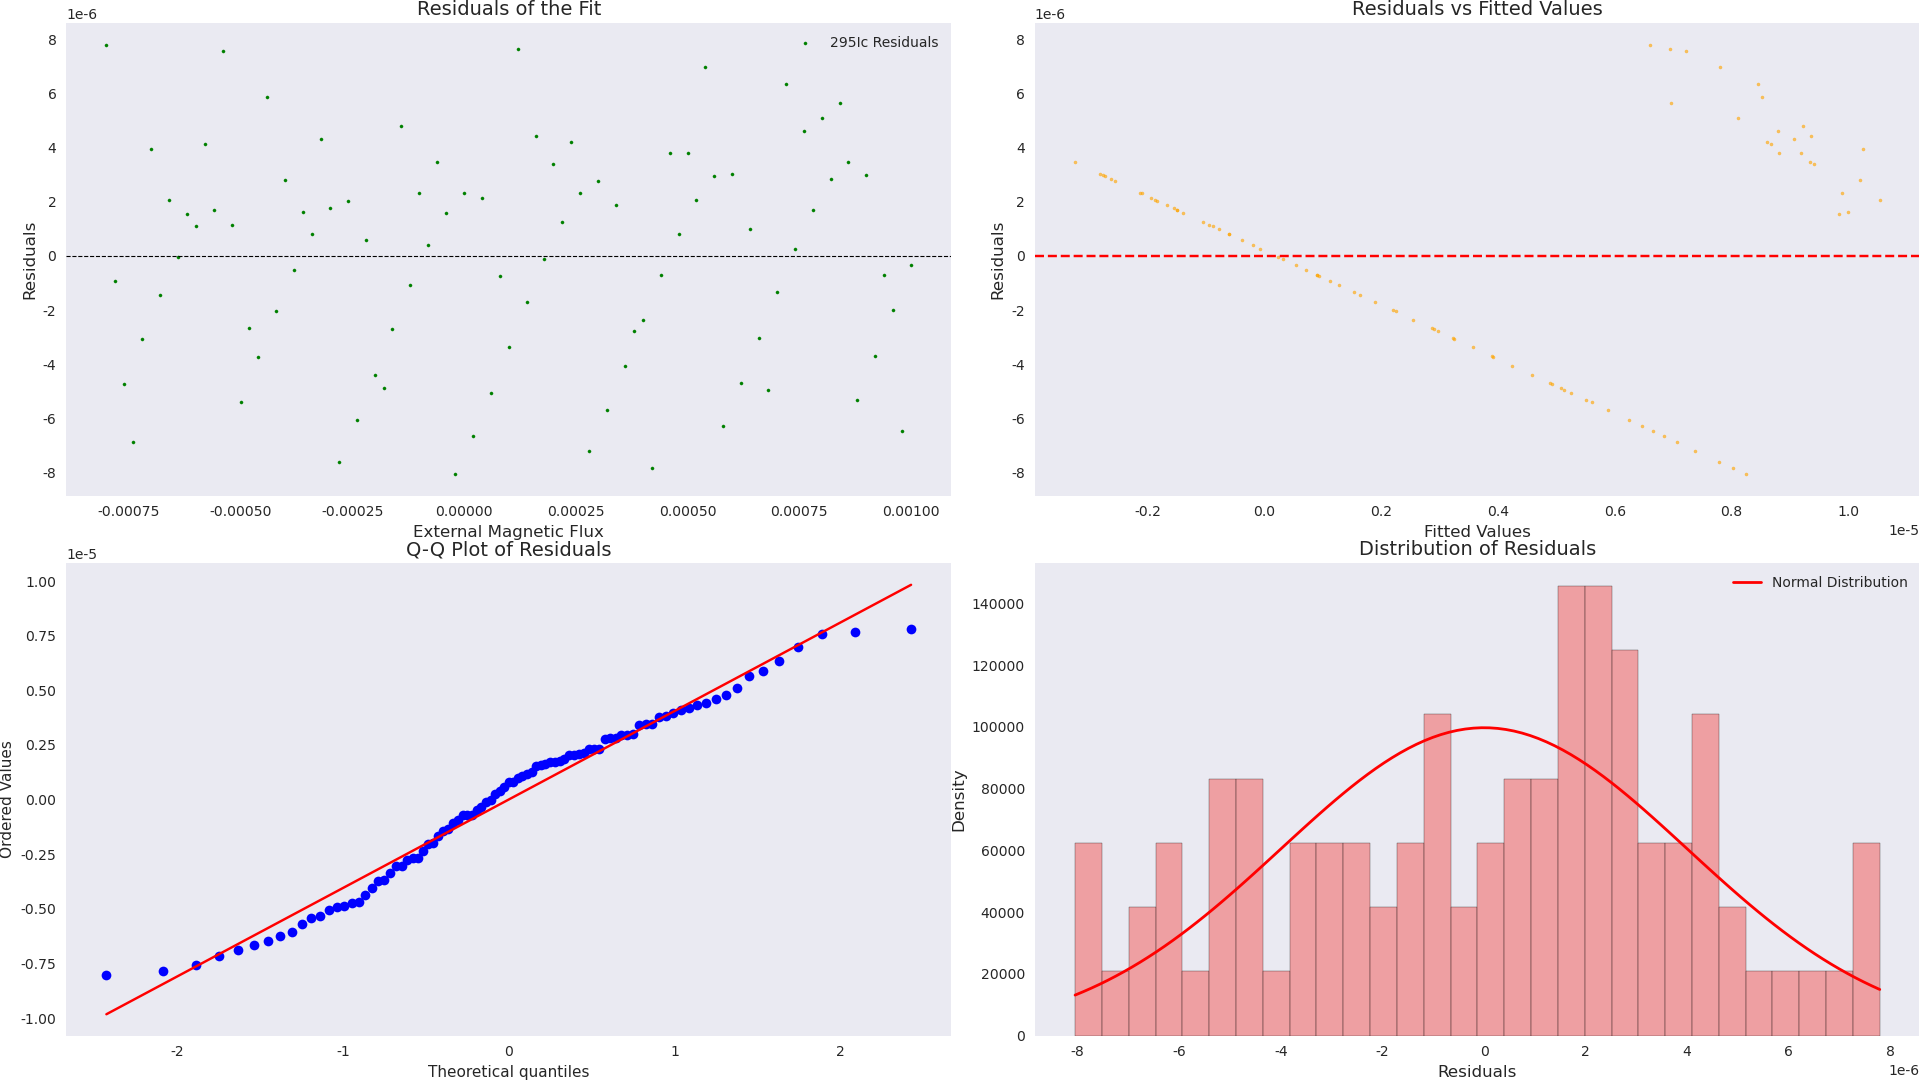 Residuals of the Fit
1e-6
295Ic Residuals
8
6
4
2
0
-2
-4
-6
-8
Residuals
-0.00075 -0.00050 -0.00025 0.00000 0.00025 0.00050 0.00075 0.00100
External Magnetic Flux
Residuals vs Fitted Values
1e-6
8
6
4
2
0
-2
-4
-6
-8
Residuals
-0.2 0.0 0.2 0.4 0.6 0.8 1.0
Fitted Values
1e-5
Q-Q Plot of Residuals
1e-5
1.00
0.75
0.50
0.25
0.00
-0.25
-0.50
-0.75
-1.00
Ordered Values
-2 -1 0 1 2
Theoretical quantiles
Distribution of Residuals
Normal Distribution
140000
120000
100000
80000
60000
40000
20000
0
Density
-8 -6 -4 -2 0 2 4 6 8
Residuals
1e-6